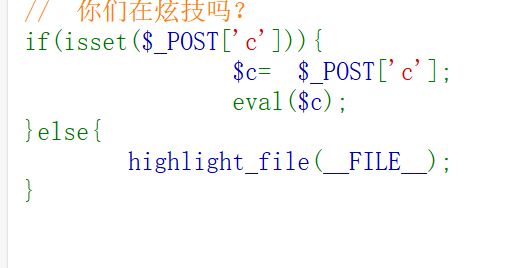 //  你们在炫技吗？
if(isset($_POST['c'])){
        $c=  $_POST['c'];
        eval($c);
}else{
    highlight_file(__FILE__);
}